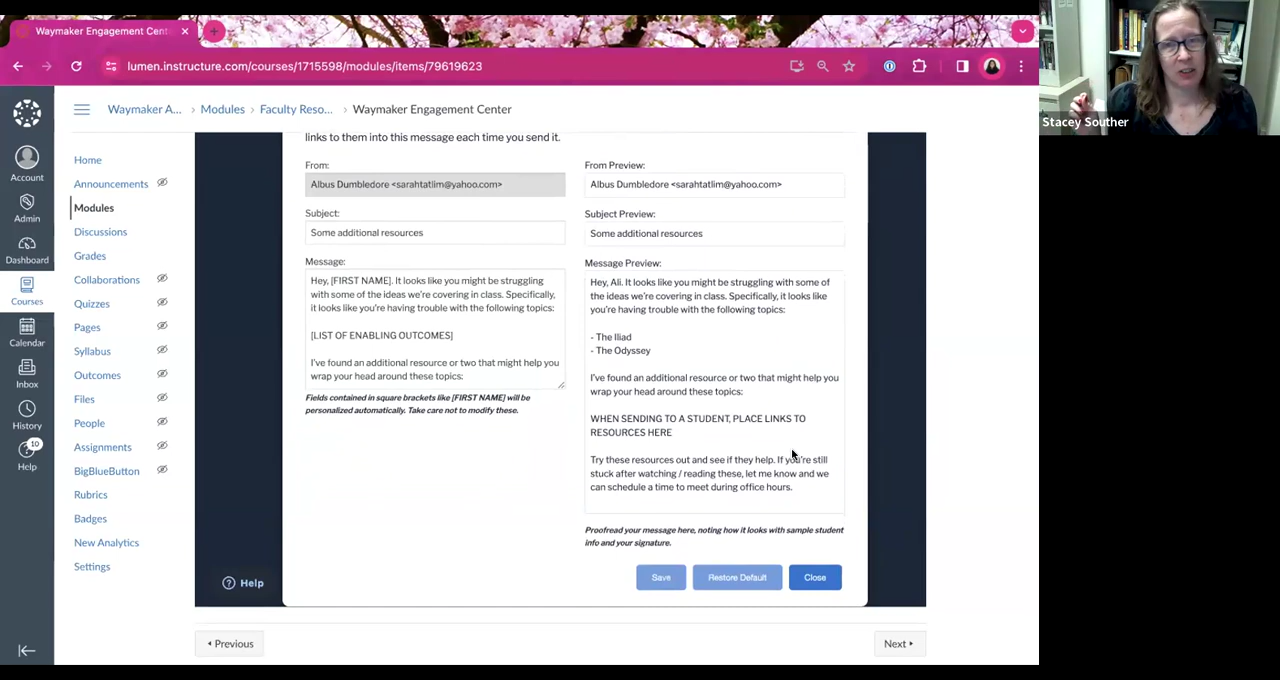 Waymaker Engagement Cent
lumen.instructure.com/courses/1715598/modules/items/79619623
Stacey Souther
Waymaker A... > Modules > Faculty Reso... > Waymaker Engagement Center
Account
Admin
Dashboard
Courses
Calendar
Inbox
History
10
Help
Home
Announcements
Modules
Discussions
Grades
Collaborations
Quizzes
Pages
Syllabus
Outcomes
Files
People
Assignments
BigBlueButton
Rubrics
Badges
New Analytics
Settings
links to them into this message each time you send it.
From:
Albus Dumbledore <sarahtatlim@yahoo.com>
Subject:
Some additional resources
Message:
Hey, [FIRST NAME]. It looks like you might be struggling
with some of the ideas we're covering in class. Specifically,
it looks like you're having trouble with the following topics:
[LIST OF ENABLING OUTCOMES]
I've found an additional resource or two that might help you
wrap your head around these topics:
Fields contained in square brackets like [FIRST NAME] will be
personalized automatically. Take care not to modify these.
From Preview:
Albus Dumbledore <sarahtatlim@yahoo.com>
Subject Preview:
Some additional resources
Message Preview:
Hey, Ali. It looks like you might be struggling with some of
the ideas we're covering in class. Specifically, it looks like
you're having trouble with the following topics:
- The Iliad
- The Odyssey
I've found an additional resource or two that might help you
wrap your head around these topics:
WHEN SENDING TO A STUDENT, PLACE LINKS TO
RESOURCES HERE
Try these resources out and see if they help. If you're still
stuck after watching / reading these, let me know and we
can schedule a time to meet during office hours.
Proofread your message here, noting how it looks with sample student
info and your signature.
Help
Save
Restore Default
Close
Previous
Next